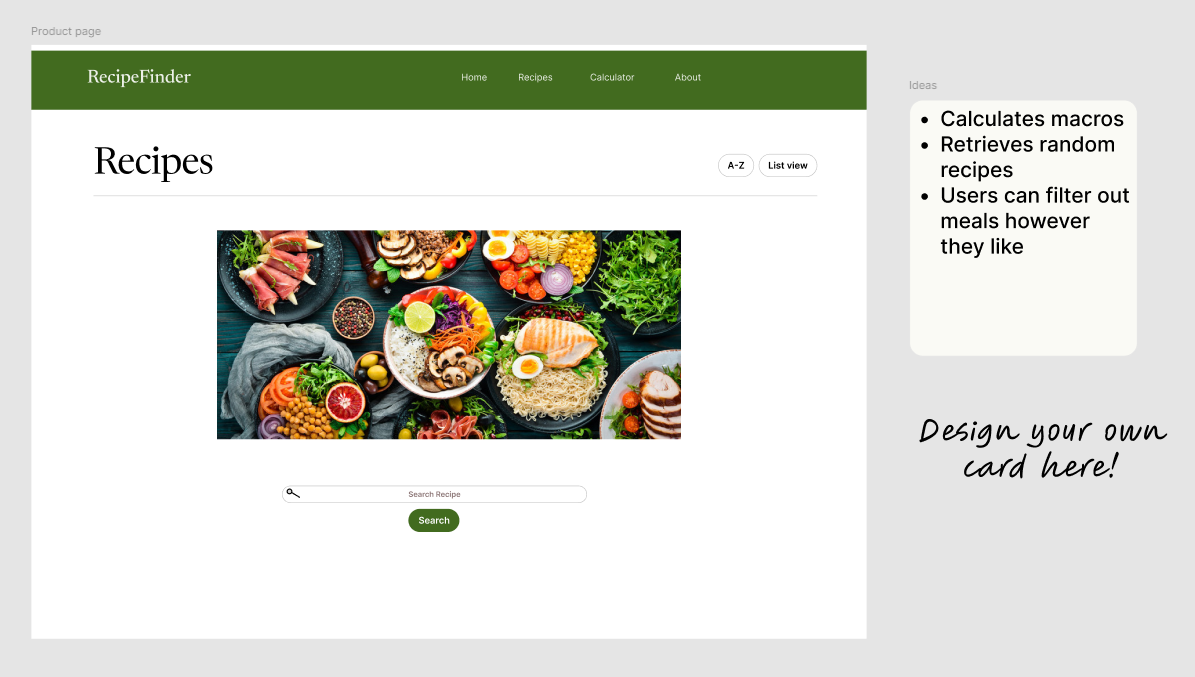 Product page
RecipeFinder
Home Recipes Calculator About
Recipes
A-Z List view
Search Recipe
Search
Ideas
• Calculates macros
• Retrieves random
recipes
• Users can filter out
meals however
they like
Design your own
card here!